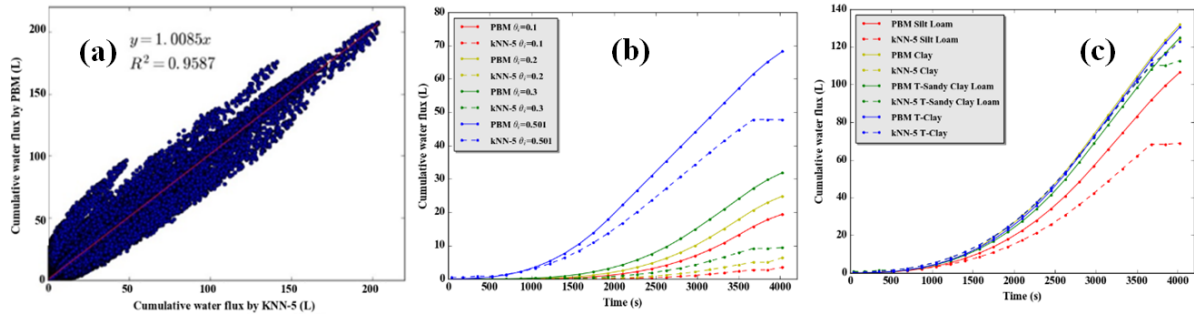 (a)
y = 1.0085x
R² = 0.9587
Cumulative water flux by PBM (L)
200
150
100
50
0
0 50 100 150 200
Cumulative water flux by KNN-5 (L)
(b)
PBM θi=0.1
kNN-5 θi=0.1
PBM θi=0.2
kNN-5 θi=0.2
PBM θi=0.3
kNN-5 θi=0.3
PBM θi=0.501
kNN-5 θi=0.501
Cumulative water flux (L)
80
70
60
50
40
30
20
10
0
0 500 1000 1500 2000 2500 3000 3500 4000
Time (s)
(c)
PBM Silt Loam
kNN-5 Silt Loam
PBM Clay
kNN-5 Clay
PBM T-Sandy Clay Loam
kNN-5 T-Sandy Clay Loam
PBM T-Clay
kNN-5 T-Clay
Cumulative water flux (L)
140
120
100
80
60
40
20
0
0 500 1000 1500 2000 2500 3000 3500 4000
Time (s)